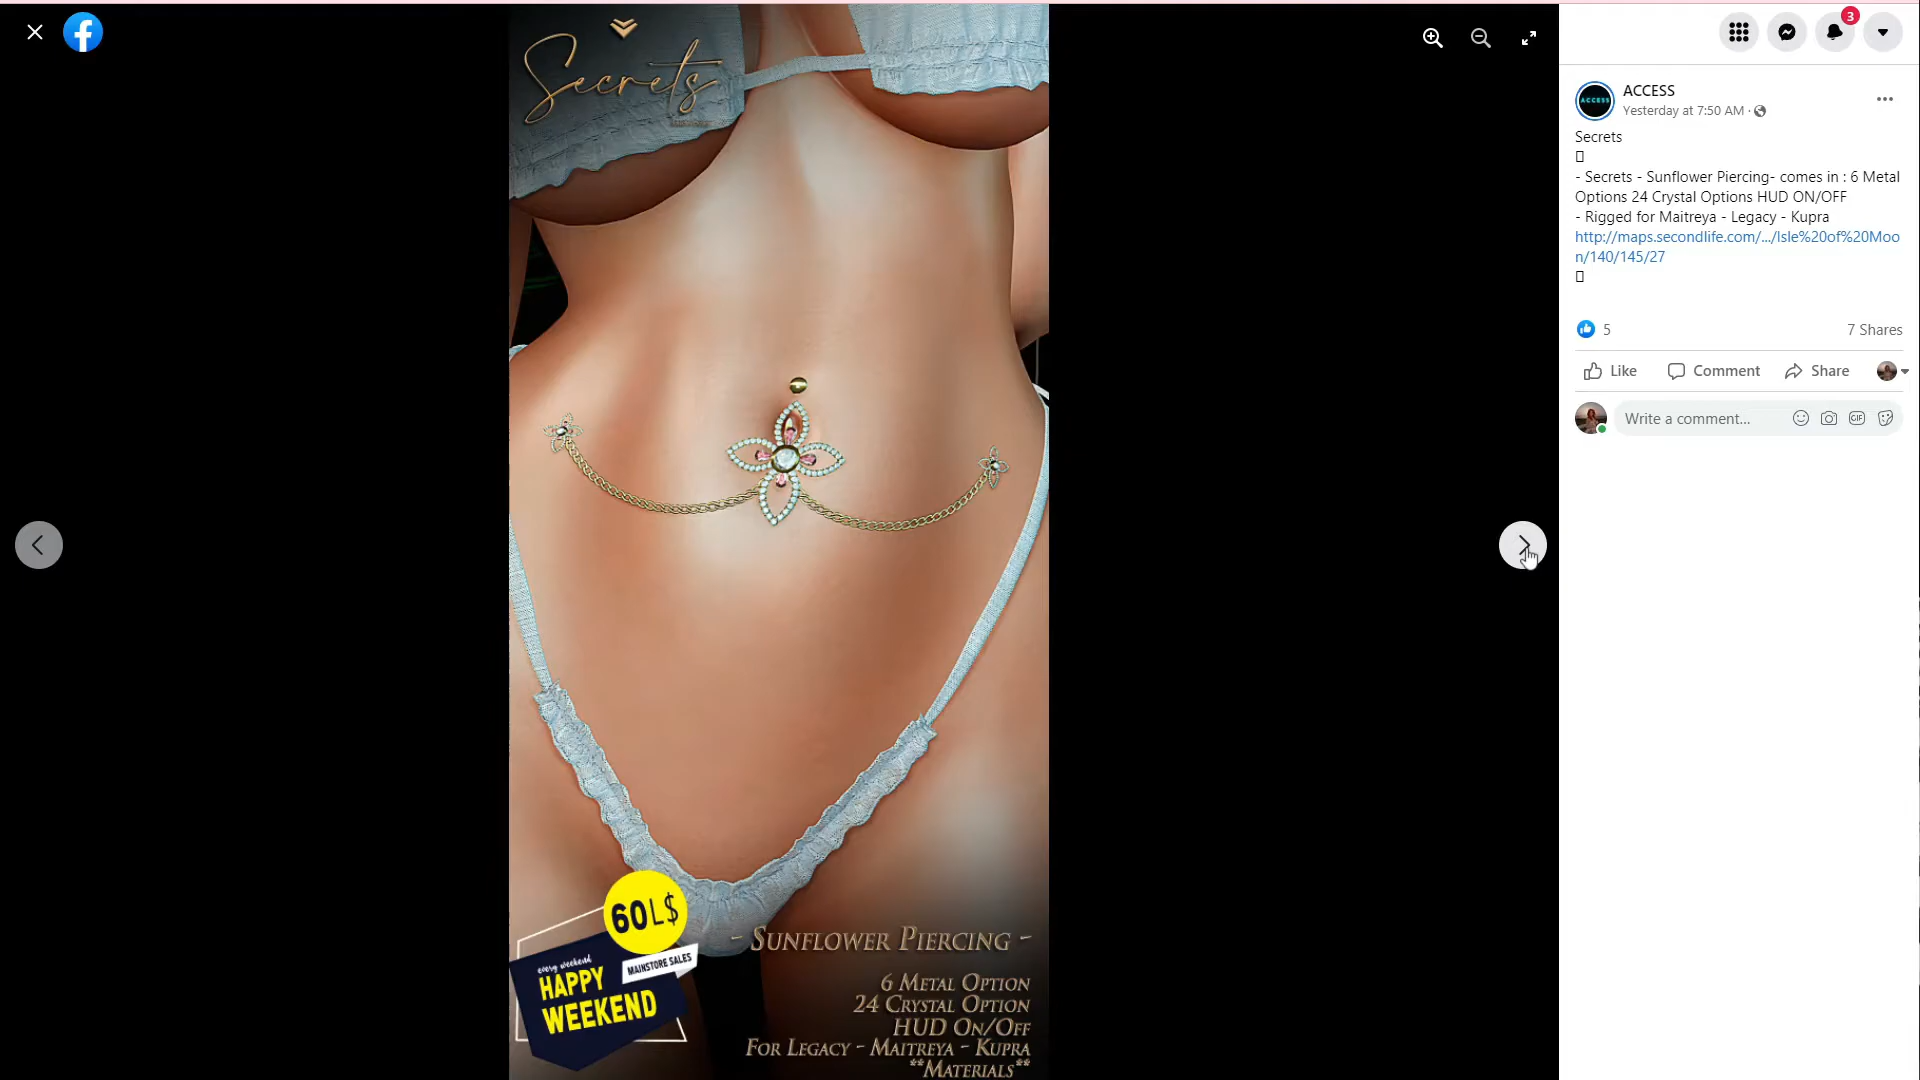 Secrets
60L$
every weekend
MAINSTORE SALES
HAPPY
WEEKEND
- SUNFLOWER PIERCING -
6 METAL OPTION
24 CRYSTAL OPTION
HUD ON/OFF
FOR LEGACY - MAITREYA - KUPRA
**MATERIALS**
3
ACCESS
ACCESS
Yesterday at 7:50 AM ·
Secrets
- Secrets - Sunflower Piercing- comes in : 6 Metal
Options 24 Crystal Options HUD ON/OFF
- Rigged for Maitreya - Legacy - Kupra
http://maps.secondlife.com/.../Isle%20of%20Moo
n/140/145/27
5
7 Shares
Like
Comment
Share
Write a comment...
GIF